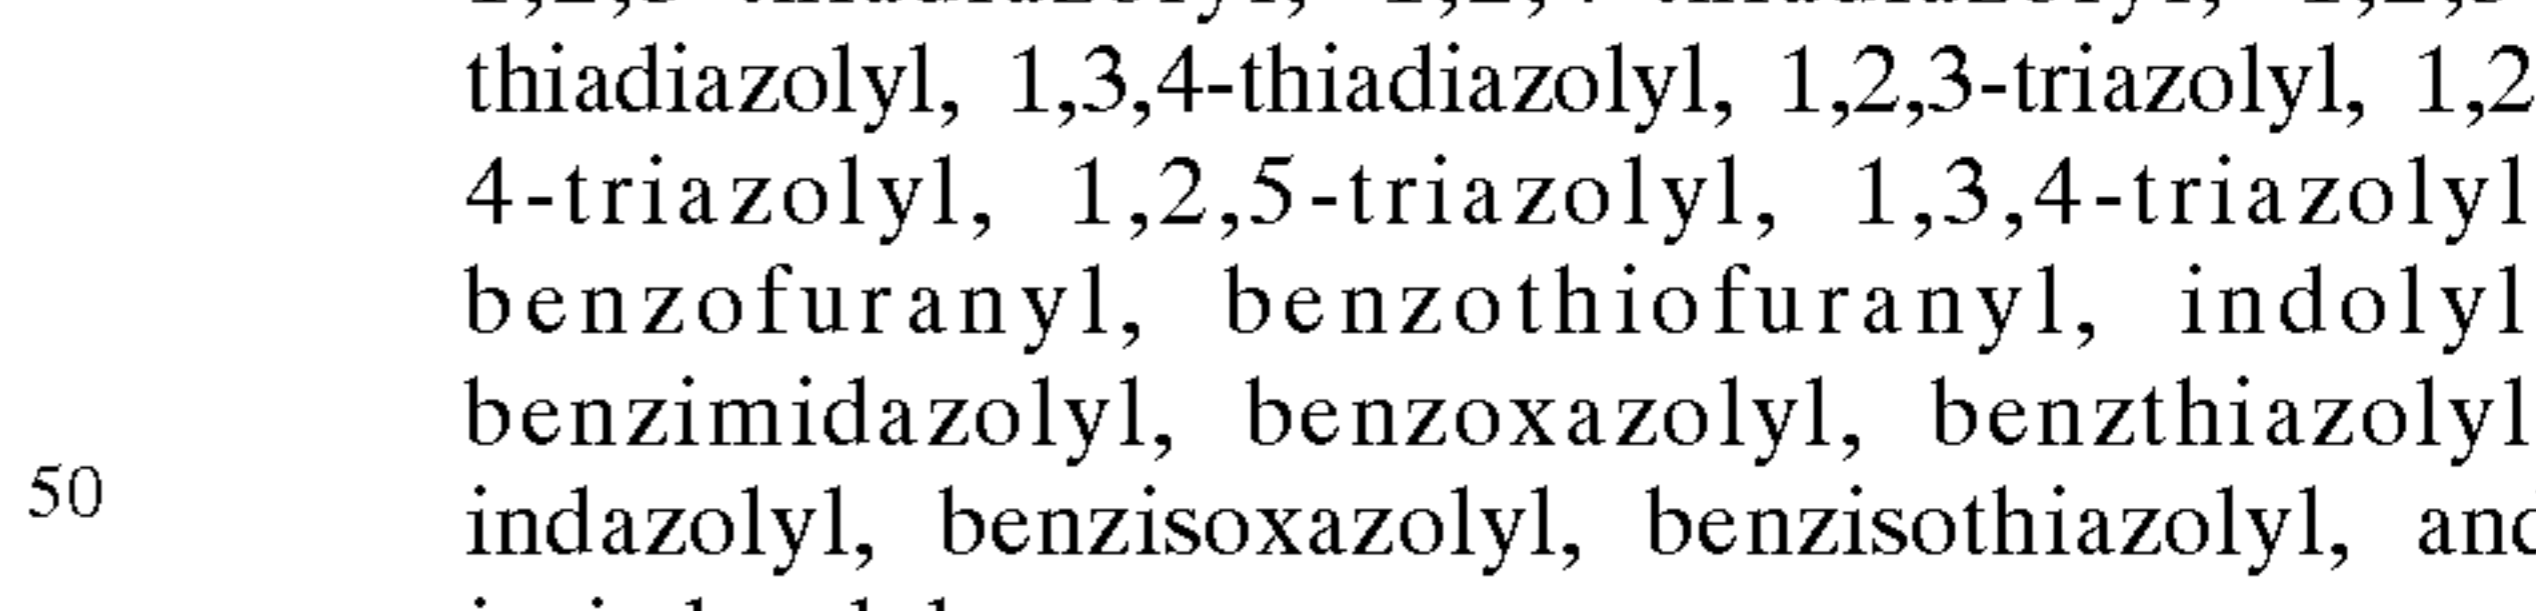 thiadiazolyl, 1,3,4-thiadiazolyl, 1,2,3-triazolyl, 1,2
4-triazolyl, 1,2,5-triazolyl, 1,3,4-triazolyl
benzofuranyl, benzothiofuranyl, indolyl
benzimidazolyl, benzoxazolyl, benzthiazolyl
50
indazolyl, benzisoxazolyl, benzisothiazolyl, and